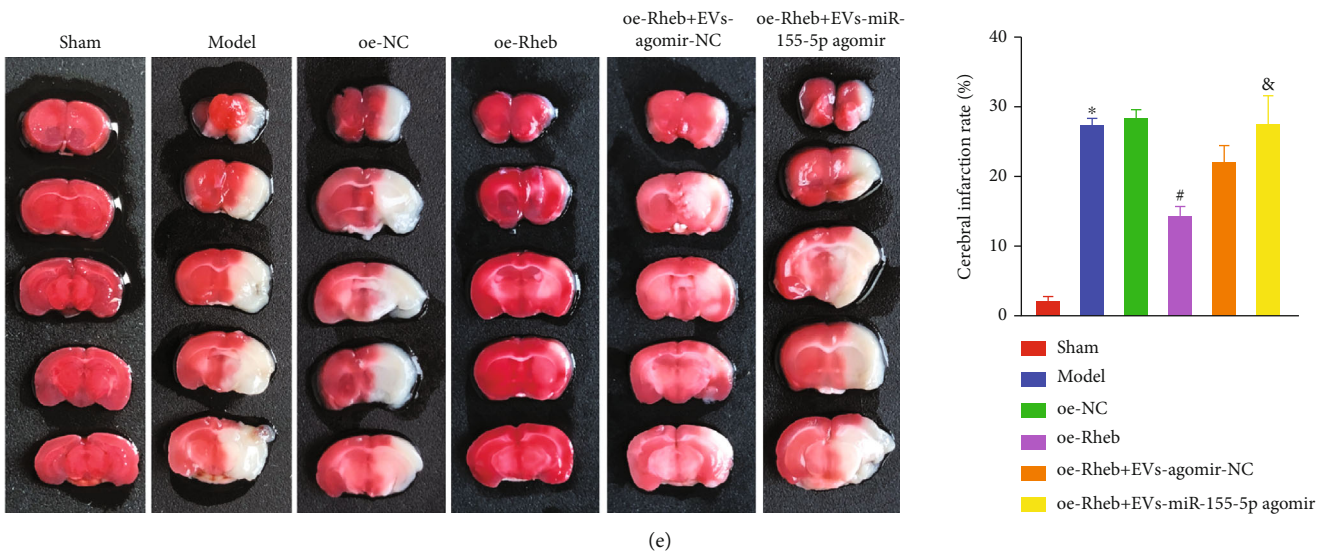 Sham
Model
oe-NC
oe-Rheb
oe-Rheb+EVs-
agomir-NC
oe-Rheb+EVs-miR-
155-5p agomir
Cerebral infarction rate (%)
40
30
20
10
0
*
#
&
Sham
Model
oe-NC
oe-Rheb
oe-Rheb+EVs-agomir-NC
oe-Rheb+EVs-miR-155-5p agomir
(e)